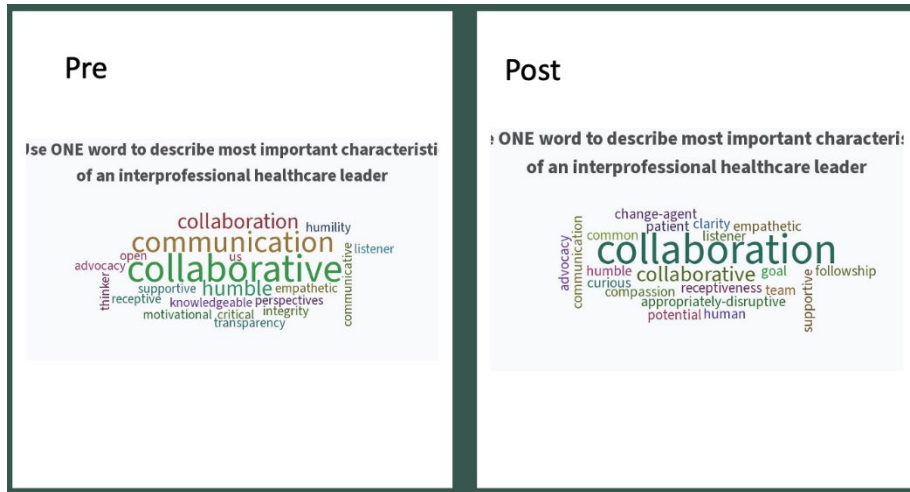 Pre
Use ONE word to describe most important characteristi
of an interprofessional healthcare leader
collaboration humility
communication
open us communicative listener
advocacy collaborative
thinker supportive humble empathetic
receptive knowledgeable perspectives
motivational critical integrity
transparency
Post
e ONE word to describe most important characteris
of an interprofessional healthcare leader
change-agent
patient clarity empathetic
advocacy communication common listener
collaboration
humble collaborative goal followship
curious compassion receptiveness team supportive
appropriately-disruptive
potential human